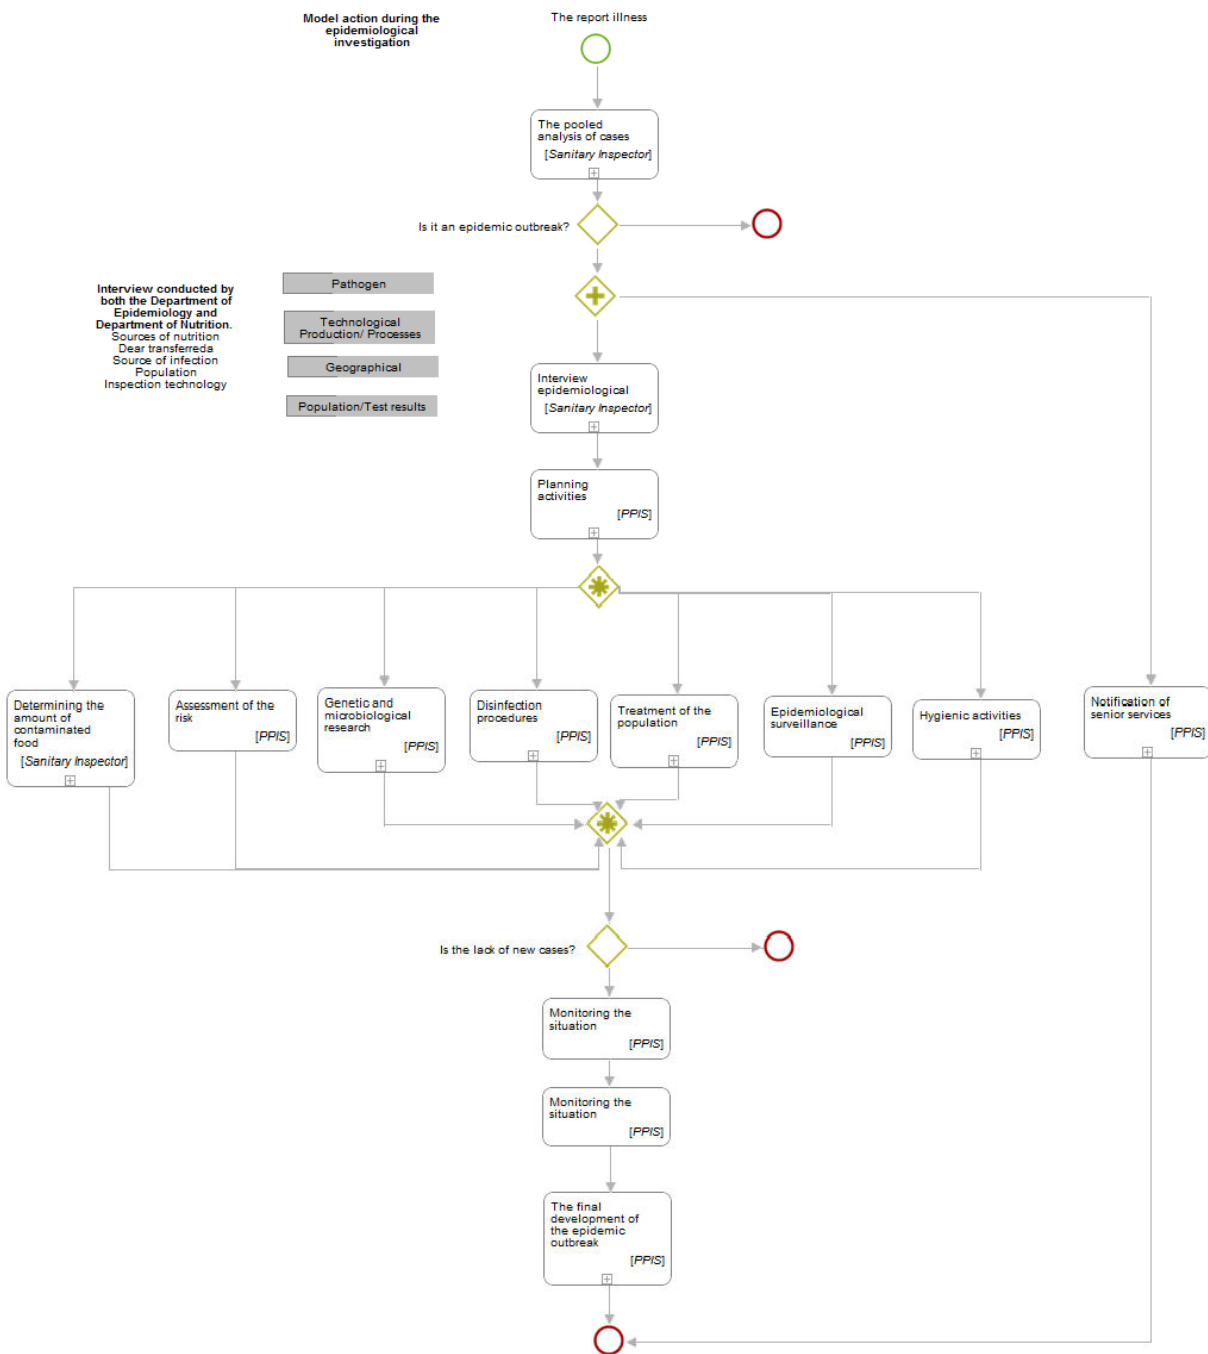 Model action during the
epidemiological
investigation
The report illness
The pooled
analysis of cases
[Sanitary Inspector]
Is it an epidemic outbreak?
Interview conducted by
both the Department of
Epidemiology and
Department of Nutrition.
Sources of nutrition
Dear transferreda
Source of infection
Population
Inspection technology
Pathogen
Technological
Production/ Processes
Geographical
Population/Test results
Interview
epidemiological
[Sanitary Inspector]
Planning
activities
[PPIS]
Determining the
amount of
contaminated
food
[Sanitary Inspector]
Assessment of the
risk
[PPIS]
Genetic and
microbiological
research
[PPIS]
Disinfection
procedures
[PPIS]
Treatment of the
population
[PPIS]
Epidemiological
surveillance
[PPIS]
Hygienic activities
[PPIS]
Notification of
senior services
[PPIS]
Is the lack of new cases?
Monitoring the
situation
[PPIS]
Monitoring the
situation
[PPIS]
The final
development of
the epidemic
outbreak
[PPIS]